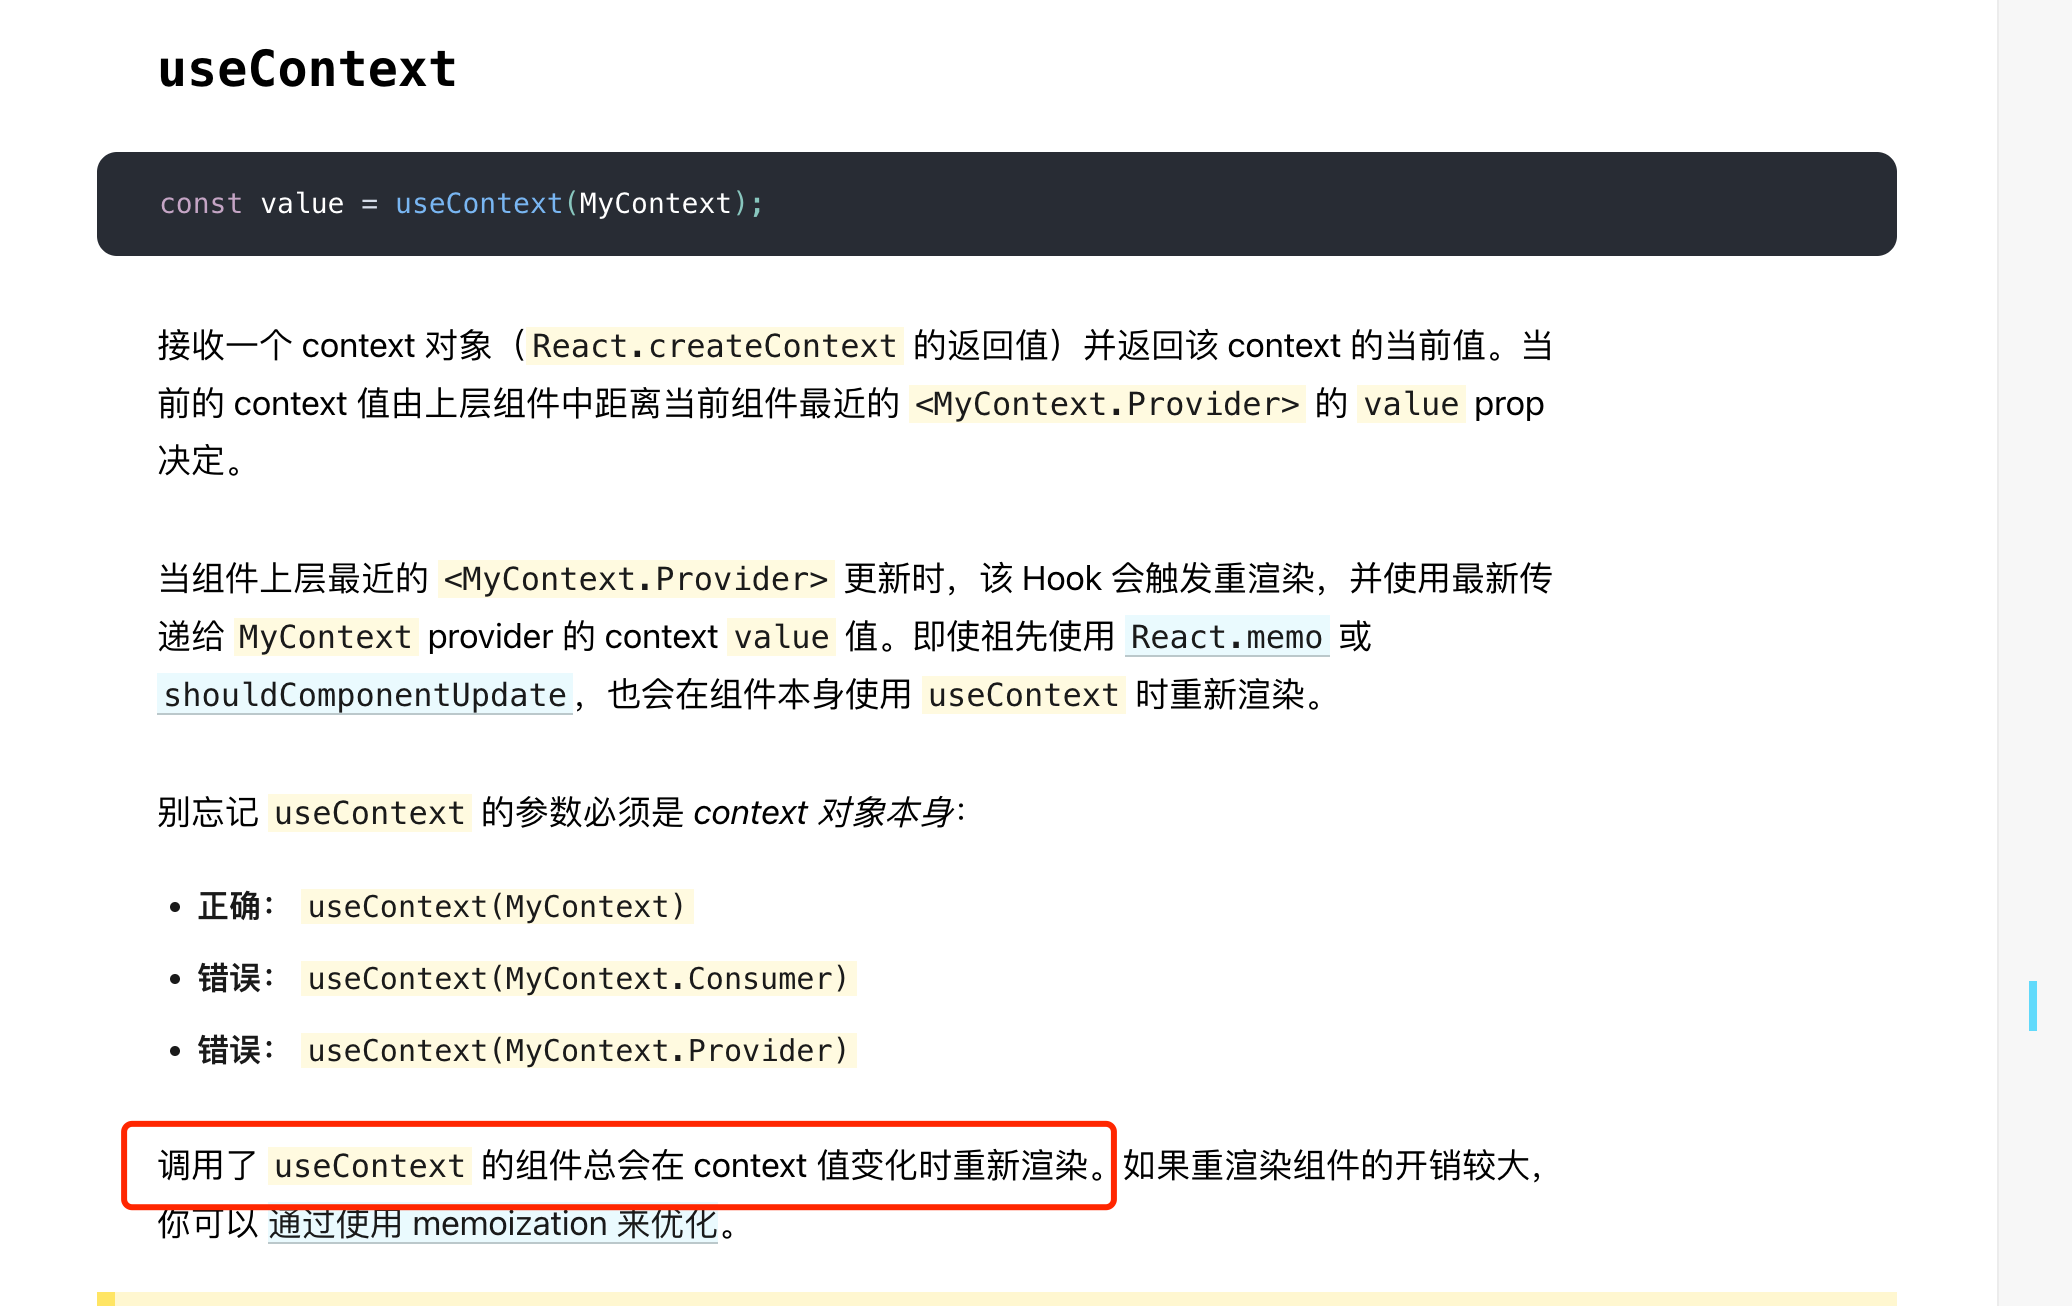 useContext
const value = useContext(MyContext);
接收一个 context 对象（React.createContext 的返回值）并返回该 context 的当前值。当
前的 context 值由上层组件中距离当前组件最近的 <MyContext.Provider> 的 value prop
决定。
当组件上层最近的 <MyContext.Provider> 更新时，该 Hook 会触发重渲染，并使用最新传
递给 MyContext provider 的 context value 值。即使祖先使用 React.memo 或
shouldComponentUpdate，也会在组件本身使用 useContext 时重新渲染。
别忘记 useContext 的参数必须是 context 对象本身：
• 正确： useContext(MyContext)
• 错误： useContext(MyContext.Consumer)
• 错误： useContext(MyContext.Provider)
调用了 useContext 的组件总会在 context 值变化时重新渲染。如果重渲染组件的开销较大，
你可以 通过使用 memoization 来优化。